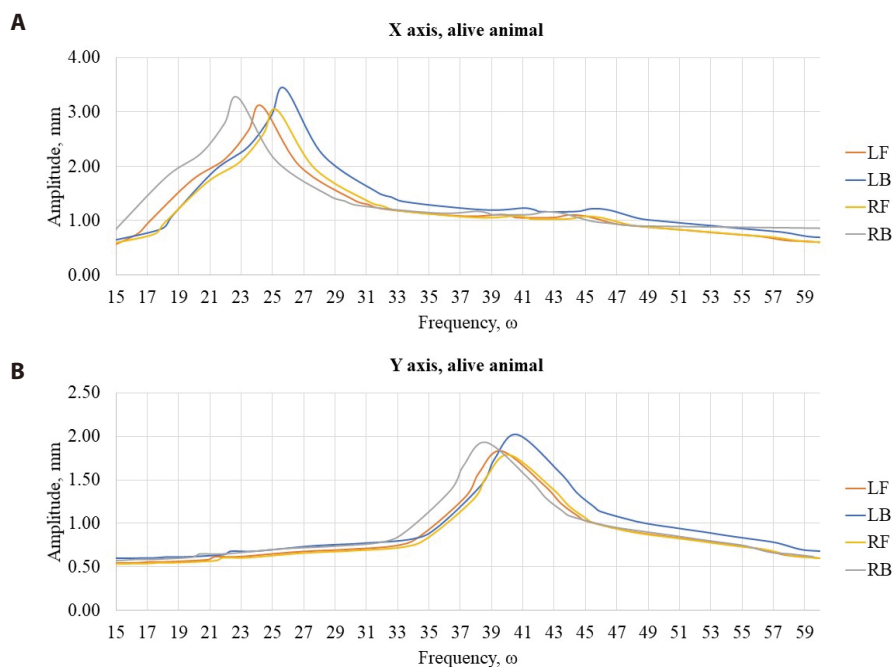 A
X axis, alive animal
Amplitude, mm
4.00
3.00
2.00
1.00
0.00
15 17 19 21 23 25 27 29 31 33 35 37 39 41 43 45 47 49 51 53 55 57 59
Frequency, ω
LF
LB
RF
RB
B
Y axis, alive animal
Amplitude, mm
2.50
2.00
1.50
1.00
0.50
0.00
15 17 19 21 23 25 27 29 31 33 35 37 39 41 43 45 47 49 51 53 55 57 59
Frequency, ω
LF
LB
RF
RB